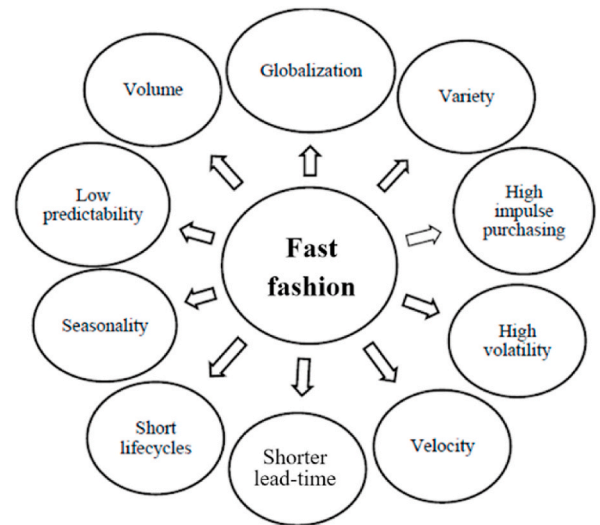 Globalization
Volume
Variety
Low
predictability
High
impulse
purchasing
Fast
fashion
Seasonality
High
volatility
Short
lifecycles
Velocity
Shorter
lead-time